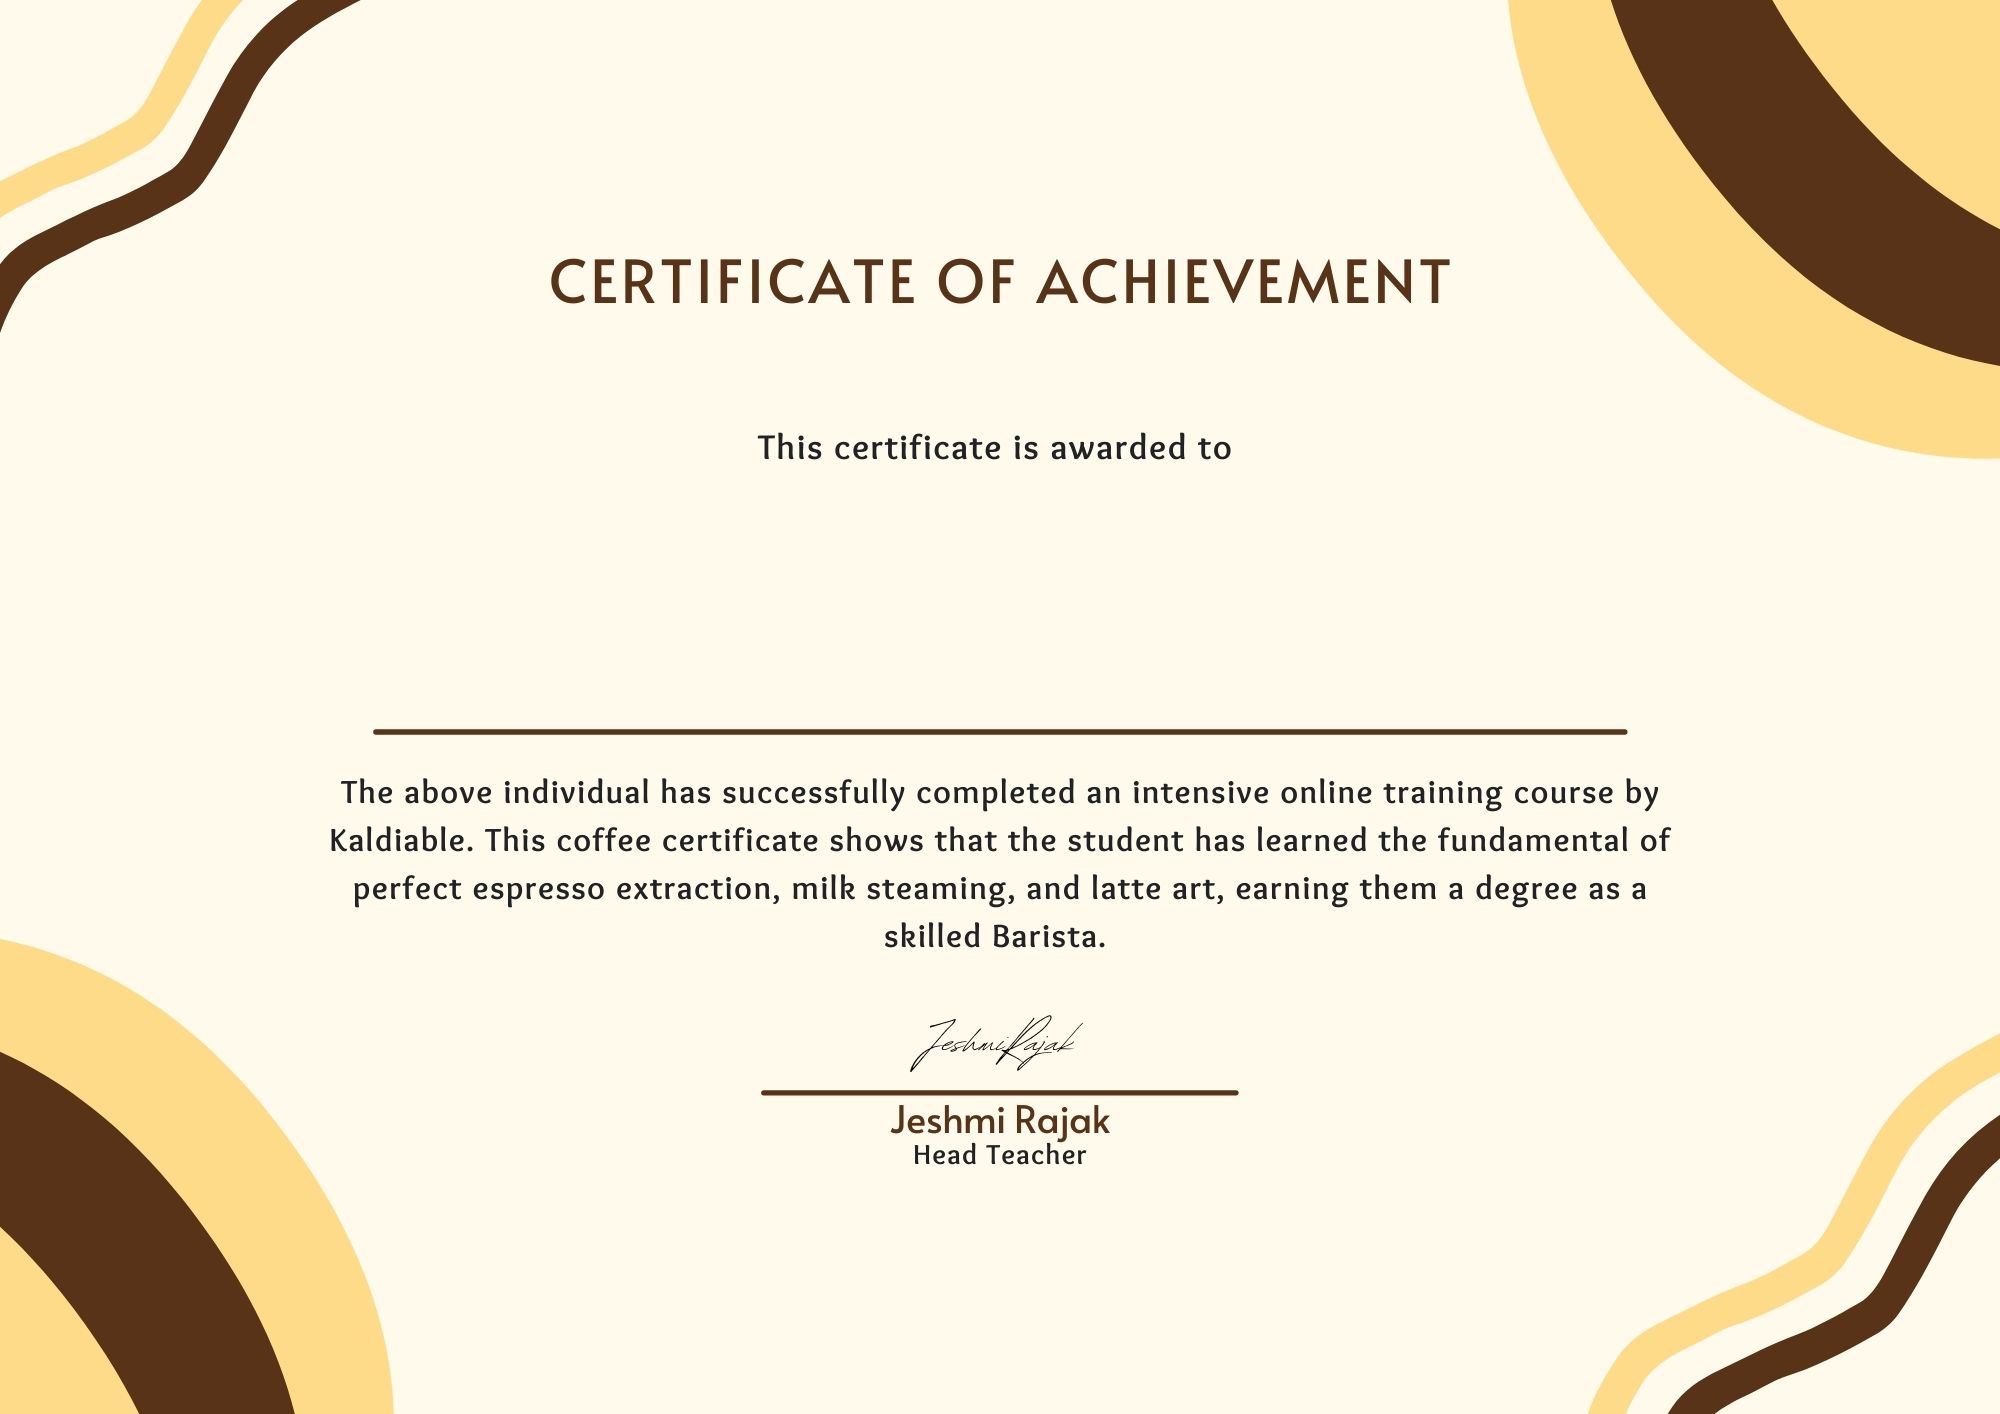 CERTIFICATE OF ACHIEVEMENT
This certificate is awarded to
The above individual has successfully completed an intensive online training course by
Kaldiable. This coffee certificate shows that the student has learned the fundamental of
perfect espresso extraction, milk steaming, and latte art, earning them a degree as a
skilled Barista.
Jeshmi Rajak
Jeshmi Rajak
Head Teacher